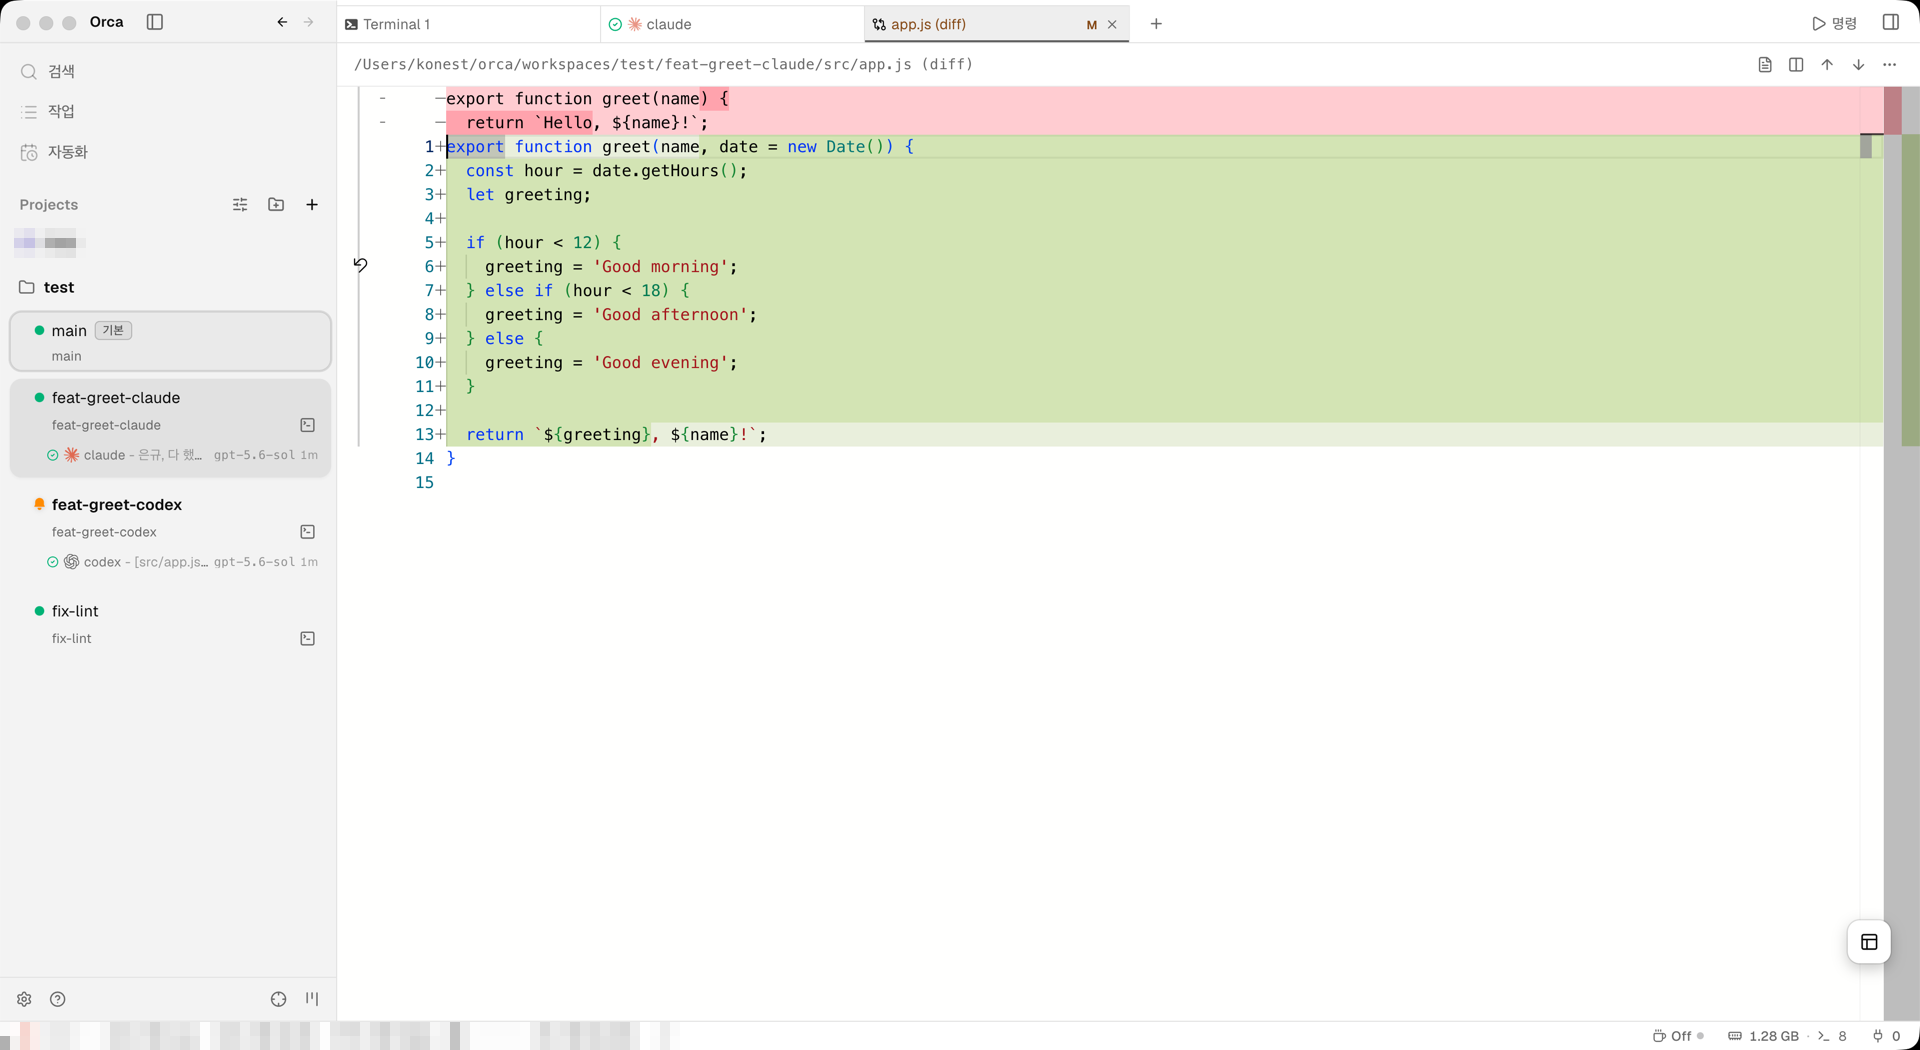 Orca
검색
작업
자동화
Projects
test
main 기본
main
feat-greet-claude
feat-greet-claude
claude - 은규, 다 했... gpt-5.6-sol 1m
feat-greet-codex
feat-greet-codex
codex - [src/app.js... gpt-5.6-sol 1m
fix-lint
fix-lint
Terminal 1
claude
app.js (diff) M
명령
/Users/konest/orca/workspaces/test/feat-greet-claude/src/app.js (diff)
- —export function greet(name) {
- —  return `Hello, ${name}!`;
1+export function greet(name, date = new Date()) {
2+  const hour = date.getHours();
3+  let greeting;
4+
5+  if (hour < 12) {
6+    greeting = 'Good morning';
7+  } else if (hour < 18) {
8+    greeting = 'Good afternoon';
9+  } else {
10+    greeting = 'Good evening';
11+  }
12+
13+  return `${greeting}, ${name}!`;
14 }
15
Off 1.28 GB · 8 0